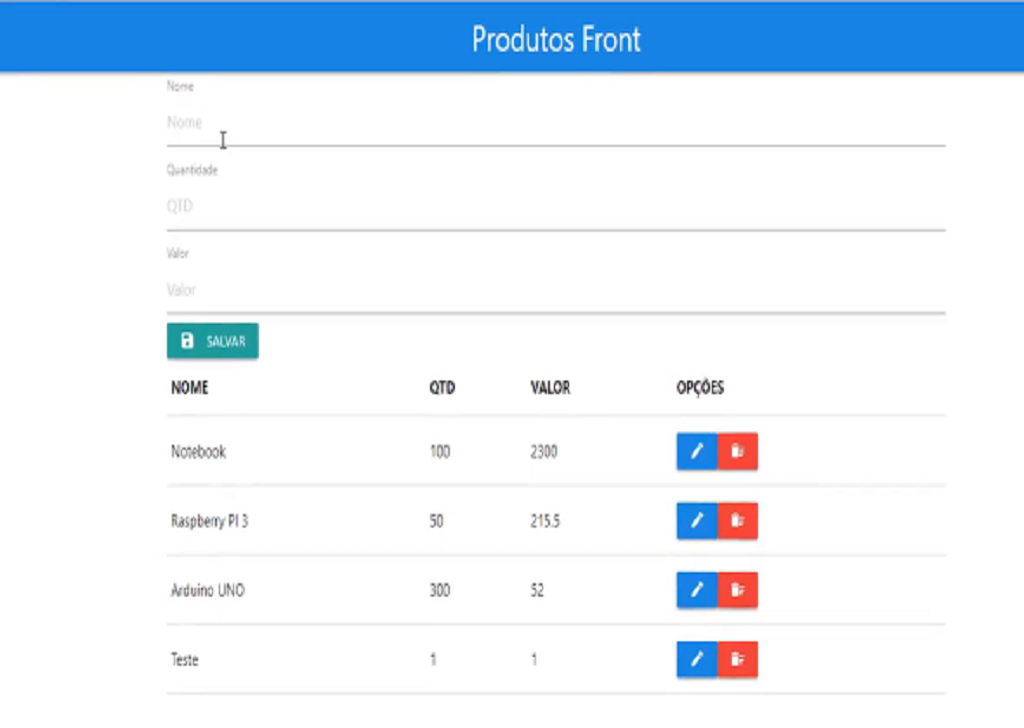 Produtos Front
Nome
Nome
Quantidade
QTD
Valor
Valor
SALVAR
NOME QTD VALOR OPÇÕES
Notebook 100 2300
Raspberry PI 3 50 215.5
Arduino UNO 300 52
Teste 1 1